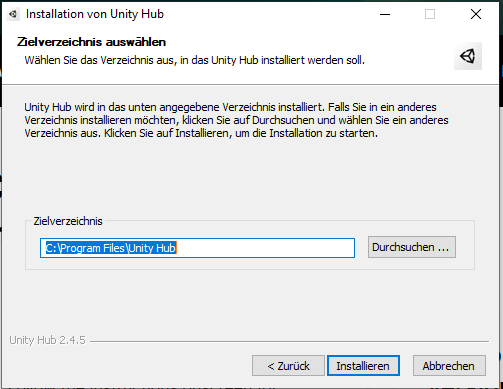 Installation von Unity Hub
Zielverzeichnis auswählen
Wählen Sie das Verzeichnis aus, in das Unity Hub installiert werden soll.
Unity Hub wird in das unten angegebene Verzeichnis installiert. Falls Sie in ein anderes
Verzeichnis installieren möchten, klicken Sie auf Durchsuchen und wählen Sie ein anderes
Verzeichnis aus. Klicken Sie auf Installieren, um die Installation zu starten.
Zielverzeichnis
C:\Program Files\Unity Hub
Durchsuchen ...
Unity Hub 2.4.5
< Zurück
Installieren
Abbrechen